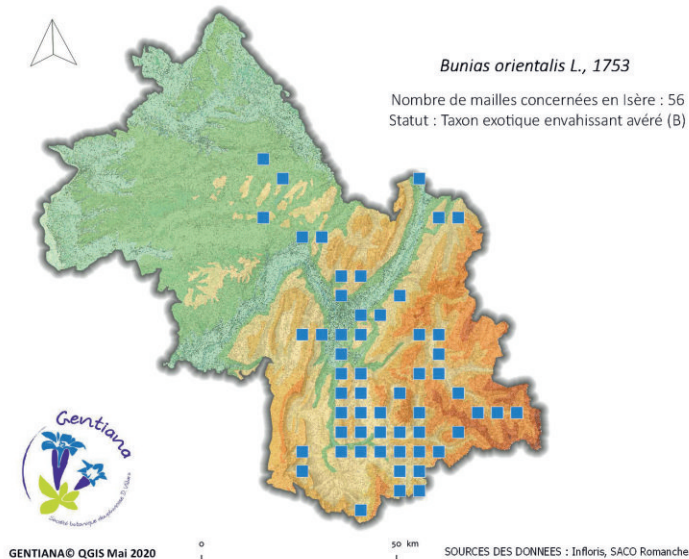 Bunias orientalis L., 1753
Nombre de mailles concernées en Isère : 56
Statut : Taxon exotique envahissant avéré (B)
Gentiana
GENTIANA© QGIS Mai 2020
0
50 km
SOURCES DES DONNEES : Infloris, SACO Romanche